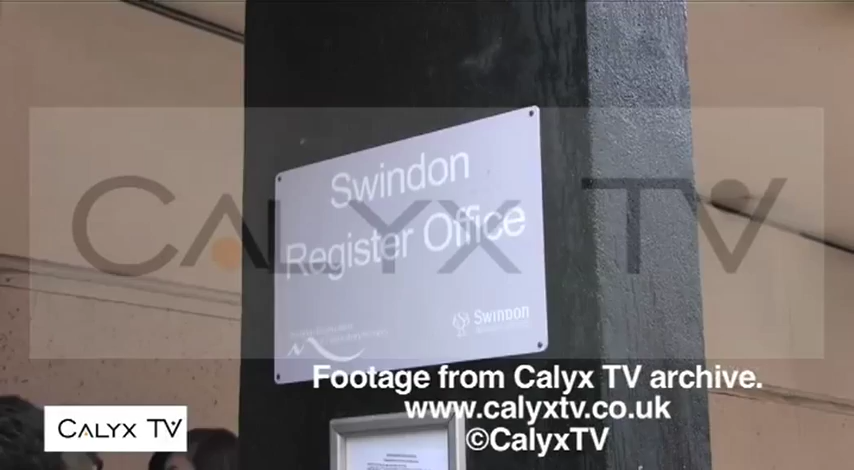 Swindon
Register Office
CALYX TV
SWINDON
Footage from Calyx TV archive.
www.calyxtv.co.uk
©CalyxTV
CALYX TV